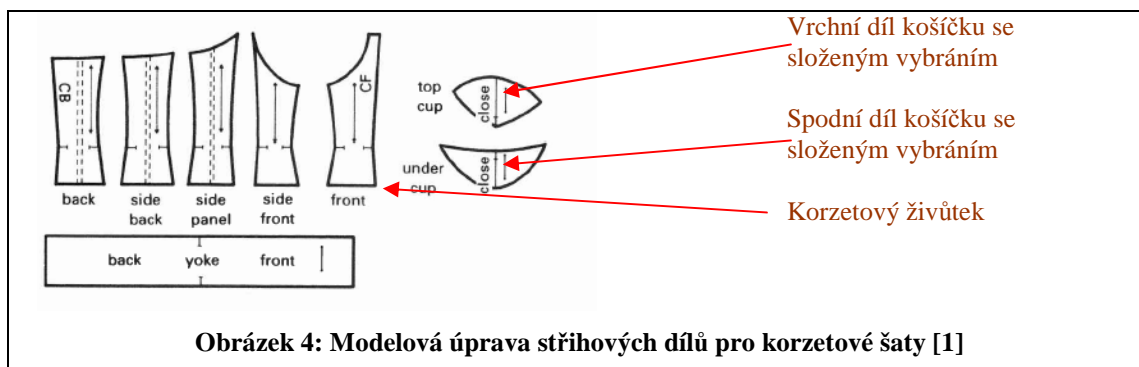 Vrchní díl košíčku se
složeným vybráním
CB
CF
top
cup
close
Spodní díl košíčku se
složeným vybráním
under
cup
close
back
side
back
side
panel
side
front
front
Korzetový živůtek
back yoke front
Obrázek 4: Modelová úprava střihových dílů pro korzetové šaty [1]